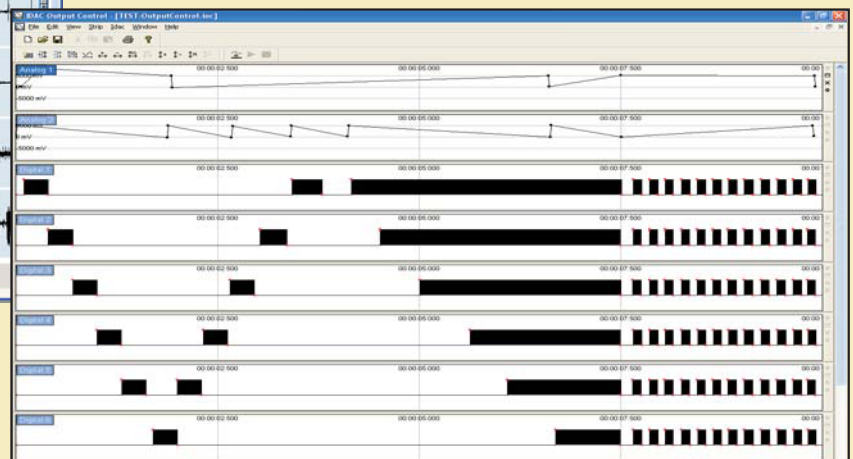 IDAC Output Control - [TEST-OutputControl.inc]
File Edit View Strip Idac Window Help
Analog 1
00:00:02.500 00:00:05.000 00:00:07.500 00:00
-5000 mV
Analog 2
00:00:02.500 00:00:05.000 00:00:07.500 00:00
0 mV
-5000 mV
Digital 1
00:00:02.500 00:00:05.000 00:00:07.500 00:00
Digital 2
00:00:02.500 00:00:05.000 00:00:07.500 00:00
Digital 3
00:00:02.500 00:00:05.000 00:00:07.500 00:00
Digital 4
00:00:02.500 00:00:05.000 00:00:07.500 00:00
Digital 5
00:00:02.500 00:00:05.000 00:00:07.500 00:00
Digital 6
00:00:02.500 00:00:05.000 00:00:07.500 00:00